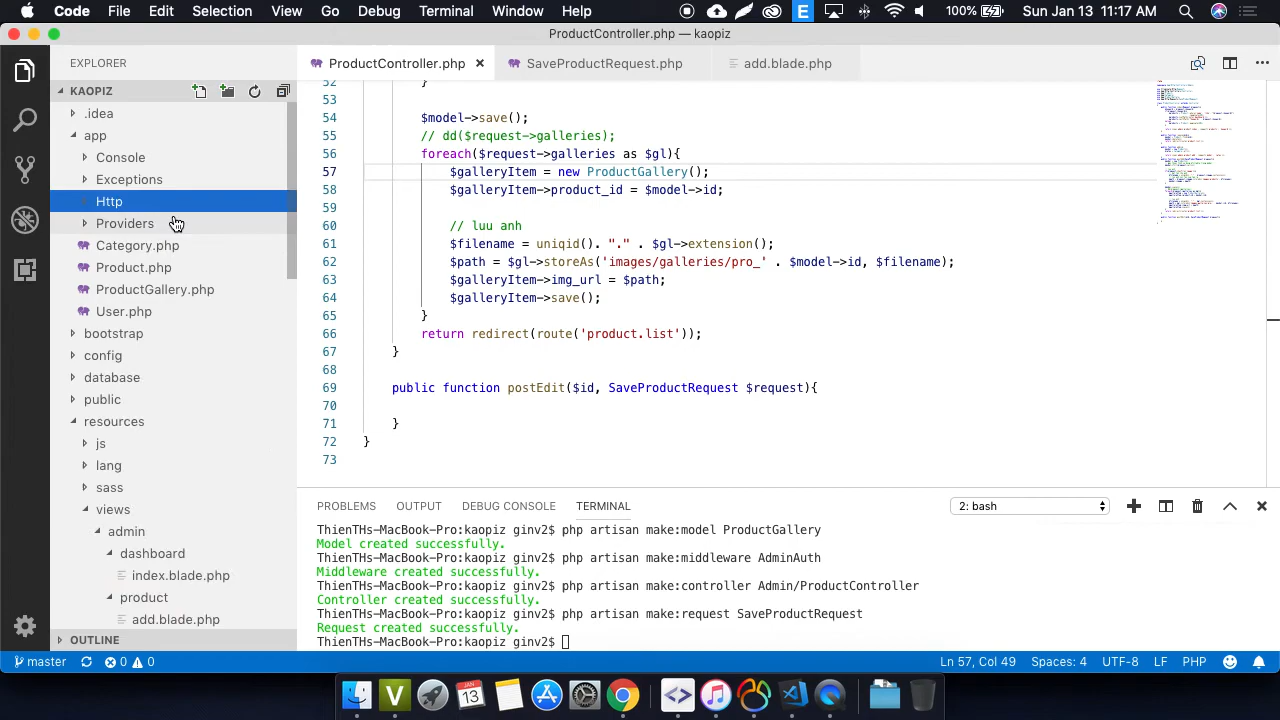 Code File Edit Selection View Go Debug Terminal Window Help 100% Sun Jan 13 11:17 AM
ProductController.php — kaopiz
EXPLORER
KAOPIZ
.idea
app
Console
Exceptions
Http
Providers
Category.php
Product.php
ProductGallery.php
User.php
bootstrap
config
database
public
resources
js
lang
sass
views
admin
dashboard
index.blade.php
product
add.blade.php
OUTLINE
ProductController.php SaveProductRequest.php add.blade.php
52 }
53
54 $model->save();
55 // dd($request->galleries);
56 foreach($request->galleries as $gl){
57 $galleryItem = new ProductGallery();
58 $galleryItem->product_id = $model->id;
59
60 // luu anh
61 $filename = uniqid(). "." . $gl->extension();
62 $path = $gl->storeAs('images/galleries/pro_' . $model->id, $filename);
63 $galleryItem->img_url = $path;
64 $galleryItem->save();
65 }
66 return redirect(route('product.list'));
67 }
68
69 public function postEdit($id, SaveProductRequest $request){
70
71 }
72 }
73
PROBLEMS OUTPUT DEBUG CONSOLE TERMINAL 2: bash
ThienTHs-MacBook-Pro:kaopiz ginv2$ php artisan make:model ProductGallery
Model created successfully.
ThienTHs-MacBook-Pro:kaopiz ginv2$ php artisan make:middleware AdminAuth
Middleware created successfully.
ThienTHs-MacBook-Pro:kaopiz ginv2$ php artisan make:controller Admin/ProductController
Controller created successfully.
ThienTHs-MacBook-Pro:kaopiz ginv2$ php artisan make:request SaveProductRequest
Request created successfully.
ThienTHs-MacBook-Pro:kaopiz ginv2$
master 0 0 Ln 57, Col 49 Spaces: 4 UTF-8 LF PHP